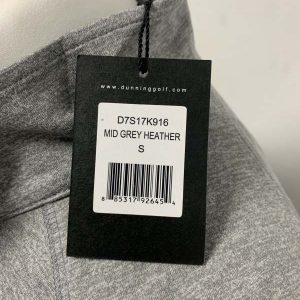 www.dunninggolf.com
D7S17K916
MID GREY HEATHER
S
8 85317 92645 4